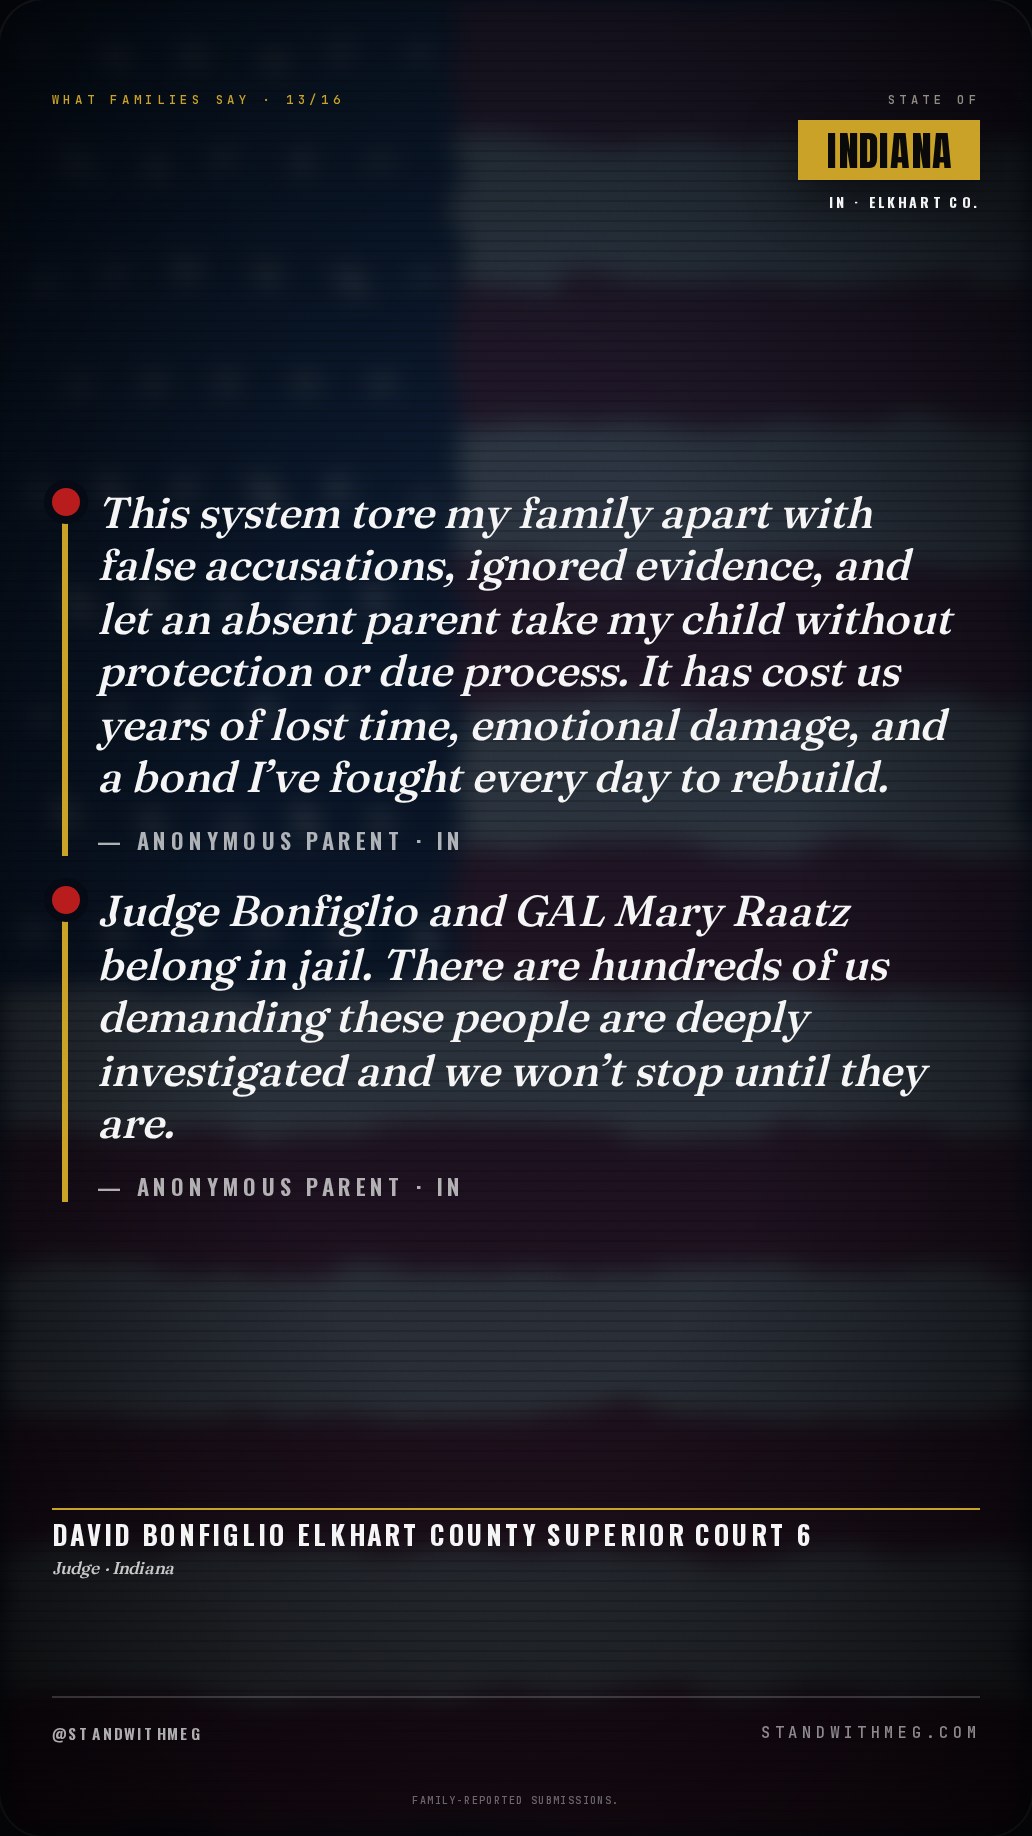 WHAT FAMILIES SAY · 13/16
STATE OF
INDIANA
IN · ELKHART CO.
This system tore my family apart with
false accusations, ignored evidence, and
let an absent parent take my child without
protection or due process. It has cost us
years of lost time, emotional damage, and
a bond I’ve fought every day to rebuild.
— ANONYMOUS PARENT · IN
Judge Bonfiglio and GAL Mary Raatz
belong in jail. There are hundreds of us
demanding these people are deeply
investigated and we won’t stop until they
are.
— ANONYMOUS PARENT · IN
DAVID BONFIGLIO ELKHART COUNTY SUPERIOR COURT 6
Judge · Indiana
@STANDWITHMEG
STANDWITHMEG.COM
FAMILY-REPORTED SUBMISSIONS.